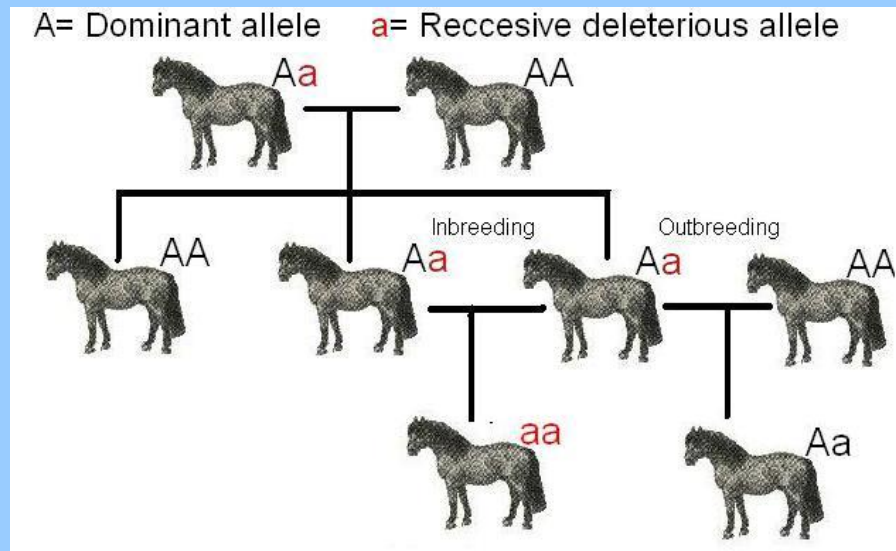 A= Dominant allele a= Reccesive deleterious allele
Aa AA
Inbreeding Outbreeding
AA Aa Aa AA
aa Aa